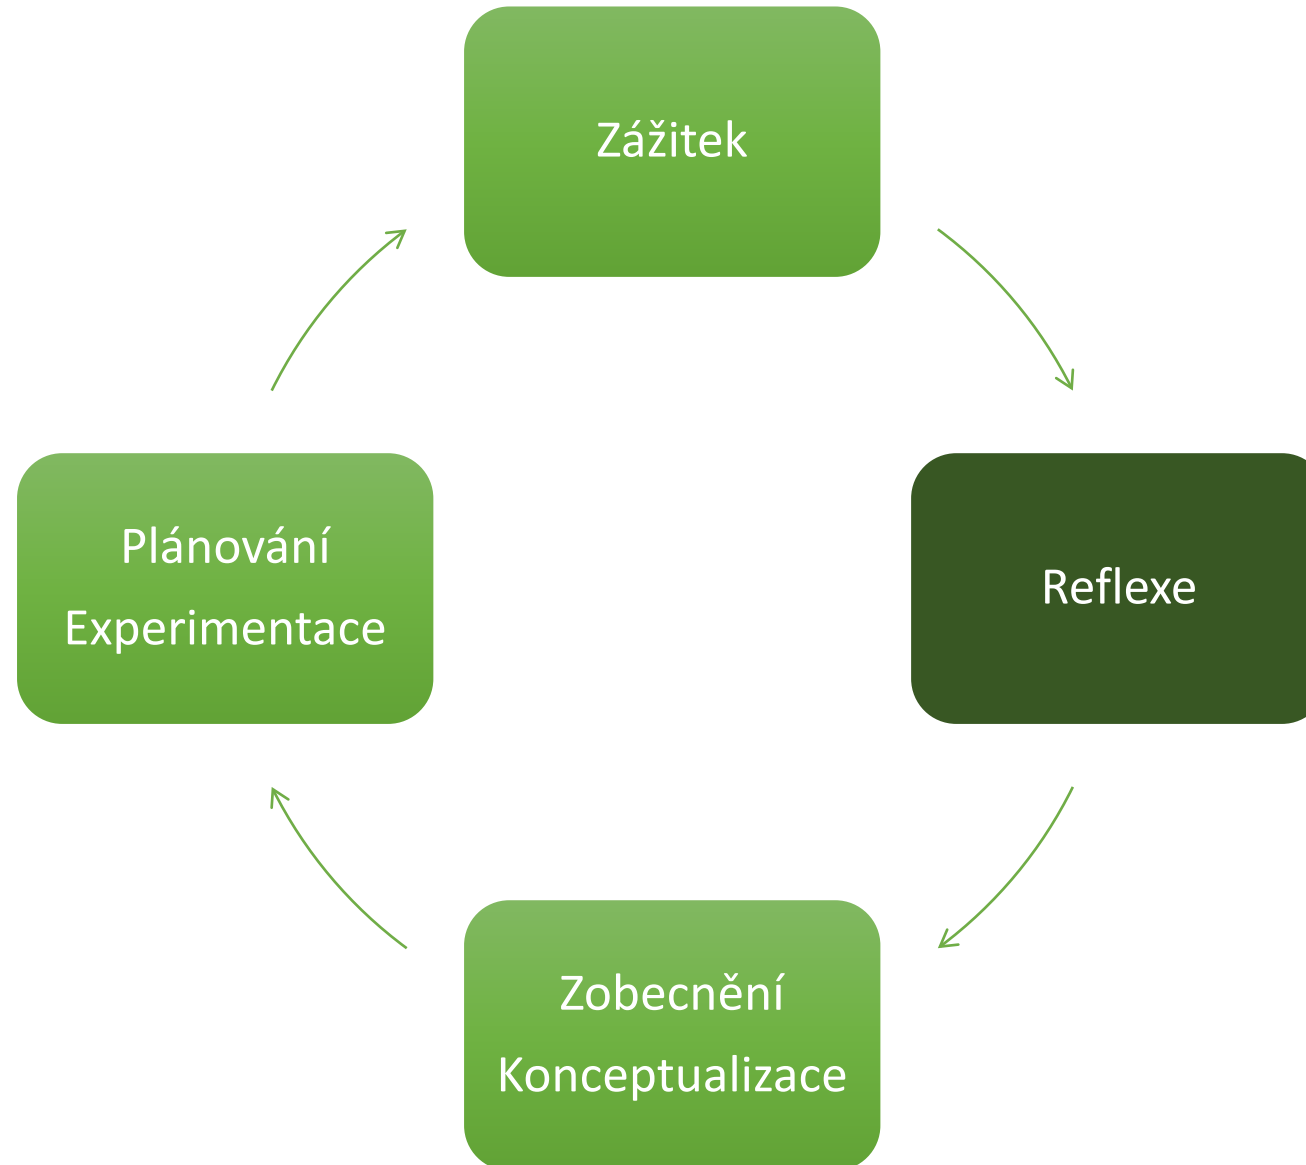 Zážitek
Reflexe
Zobecnění
Konceptualizace
Plánování
Experimentace